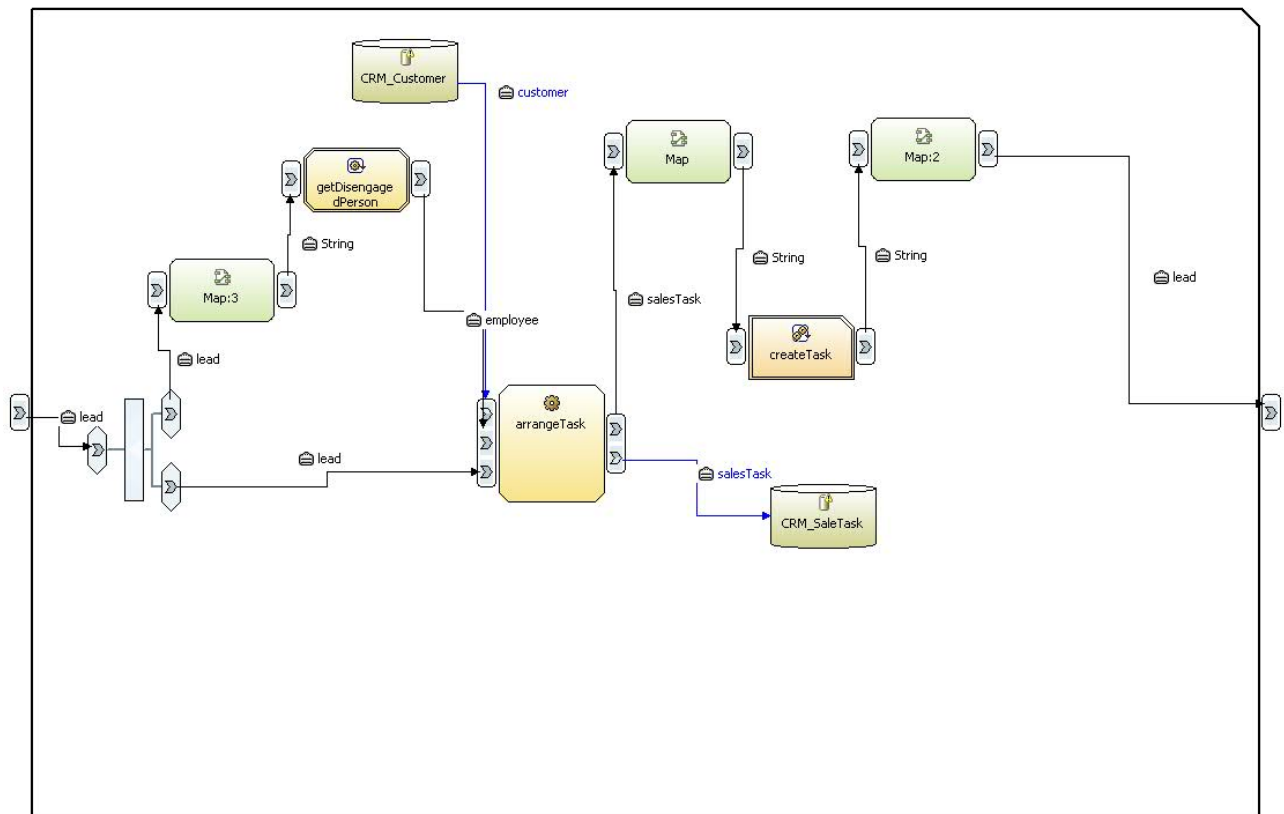 CRM_Customer
customer
Map
Map:2
getDisengage
dPerson
String
String
String
Map:3
lead
salesTask
employee
createTask
lead
lead
arrangeTask
lead
salesTask
CRM_SaleTask